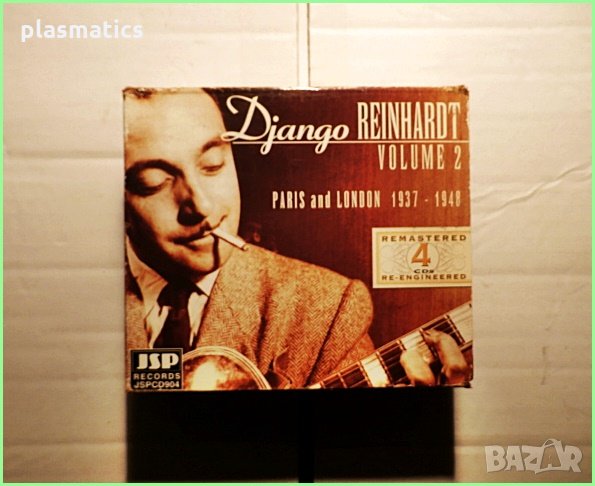 plasmatics
Django REINHARDT
VOLUME 2
PARIS and LONDON 1937 - 1948
REMASTERED
4
CDs
RE-ENGINEERED
JSP
RECORDS
JSPCD904
BAZAR